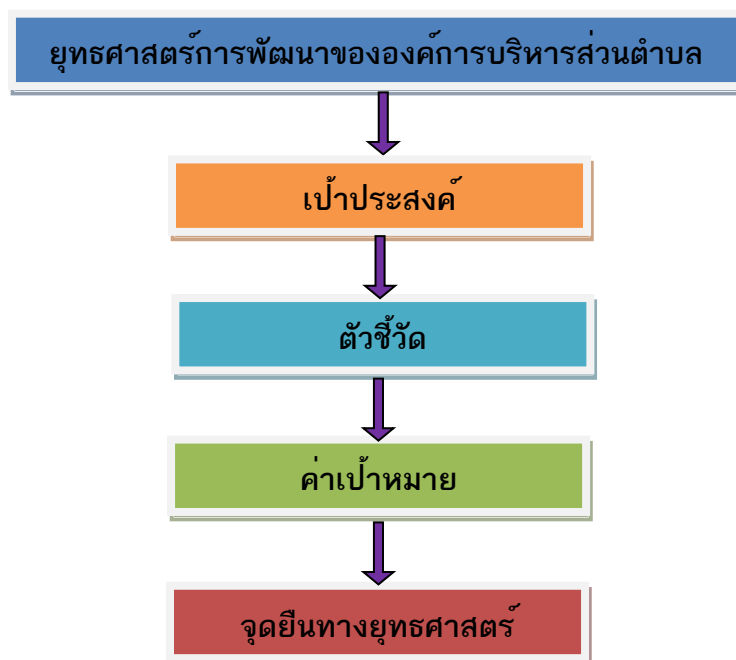 ยุทธศาสตร์การพัฒนาขององค์การบริหารส่วนตำบล
เป้าประสงค์
ตัวชี้วัด
ค่าเป้าหมาย
จุดยืนทางยุทธศาสตร์